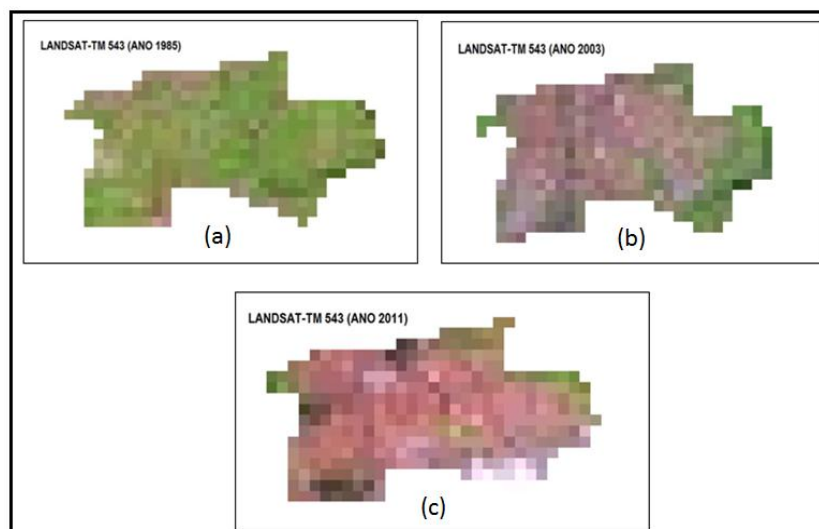 LANDSAT-TM 543 (ANO 1985)
(a)
LANDSAT-TM 543 (ANO 2003)
(b)
LANDSAT-TM 543 (ANO 2011)
(c)